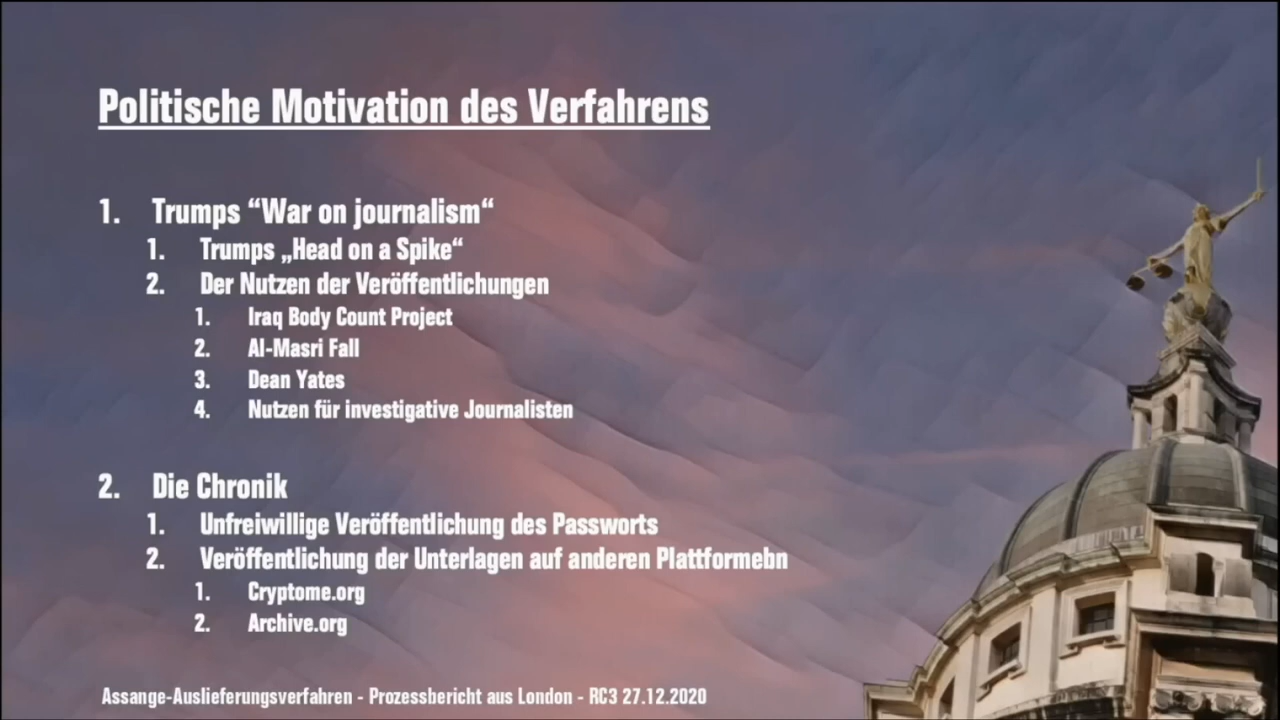 Politische Motivation des Verfahrens
1. Trumps “War on journalism“
1. Trumps „Head on a Spike“
2. Der Nutzen der Veröffentlichungen
1. Iraq Body Count Project
2. Al-Masri Fall
3. Dean Yates
4. Nutzen für investigative Journalisten
2. Die Chronik
1. Unfreiwillige Veröffentlichung des Passworts
2. Veröffentlichung der Unterlagen auf anderen Plattformebn
1. Cryptome.org
2. Archive.org
Assange-Auslieferungsverfahren - Prozessbericht aus London - RC3 27.12.2020